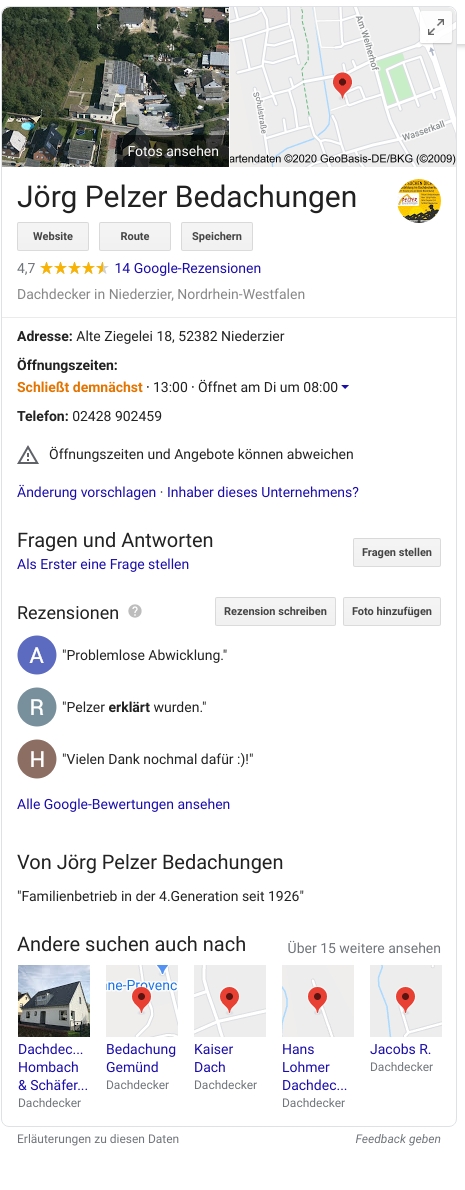 Fotos ansehen
Am Weiherhof
Schulstraße
Wasserkall
artendaten ©2020 GeoBasis-DE/BKG (©2009)
Jörg Pelzer Bedachungen
Website Route Speichern
4,7 14 Google-Rezensionen
Dachdecker in Niederzier, Nordrhein-Westfalen
Adresse: Alte Ziegelei 18, 52382 Niederzier
Öffnungszeiten:
Schließt demnächst · 13:00 · Öffnet am Di um 08:00
Telefon: 02428 902459
Öffnungszeiten und Angebote können abweichen
Änderung vorschlagen · Inhaber dieses Unternehmens?
Fragen und Antworten
Fragen stellen
Als Erster eine Frage stellen
Rezensionen ? Rezension schreiben Foto hinzufügen
A "Problemlose Abwicklung."
R "Pelzer erklärt wurden."
H "Vielen Dank nochmal dafür :)!"
Alle Google-Bewertungen ansehen
Von Jörg Pelzer Bedachungen
"Familienbetrieb in der 4.Generation seit 1926"
Andere suchen auch nach Über 15 weitere ansehen
ne-Provenc
Dachdec...
Hombach
& Schäfer...
Dachdecker
Bedachung
Gemünd
Dachdecker
Kaiser
Dach
Dachdecker
Hans
Lohmer
Dachdec...
Dachdecker
Jacobs R.
Dachdecker
Erläuterungen zu diesen Daten Feedback geben